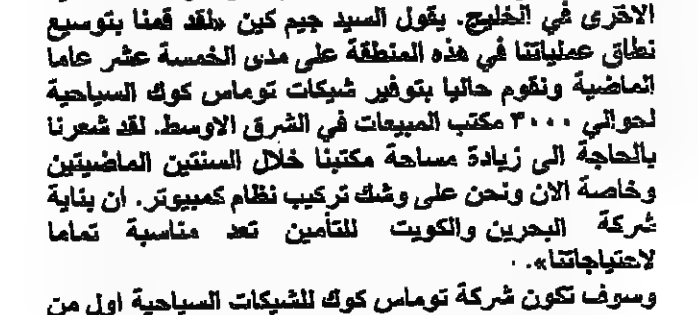 الاخرى في الخليج. يقول السيد جيم كين «لقد قمنا بتوسيع
نطاق عملياتنا في هذه المنطقة على مدى الخمسة عشر عاما
الماضية ونقوم حاليا بتوفير شبكات توماس كوك السياحية
لحوالي ٣٠٠٠ مكتب المبيعات في الشرق الاوسط. لقد شعرنا
بالحاجة الى زيادة مساحة مكتبنا خلال السنتين الماضيتين
وخاصة الان ونحن على وشك تركيب نظام كمبيوتر. ان بناية
شركة البحرين والكويت للتأمين تعد مناسبة تماما
لاحتياجاتنا».
وسوف تكون شركة توماس كوك للشيكات السياحية اول من